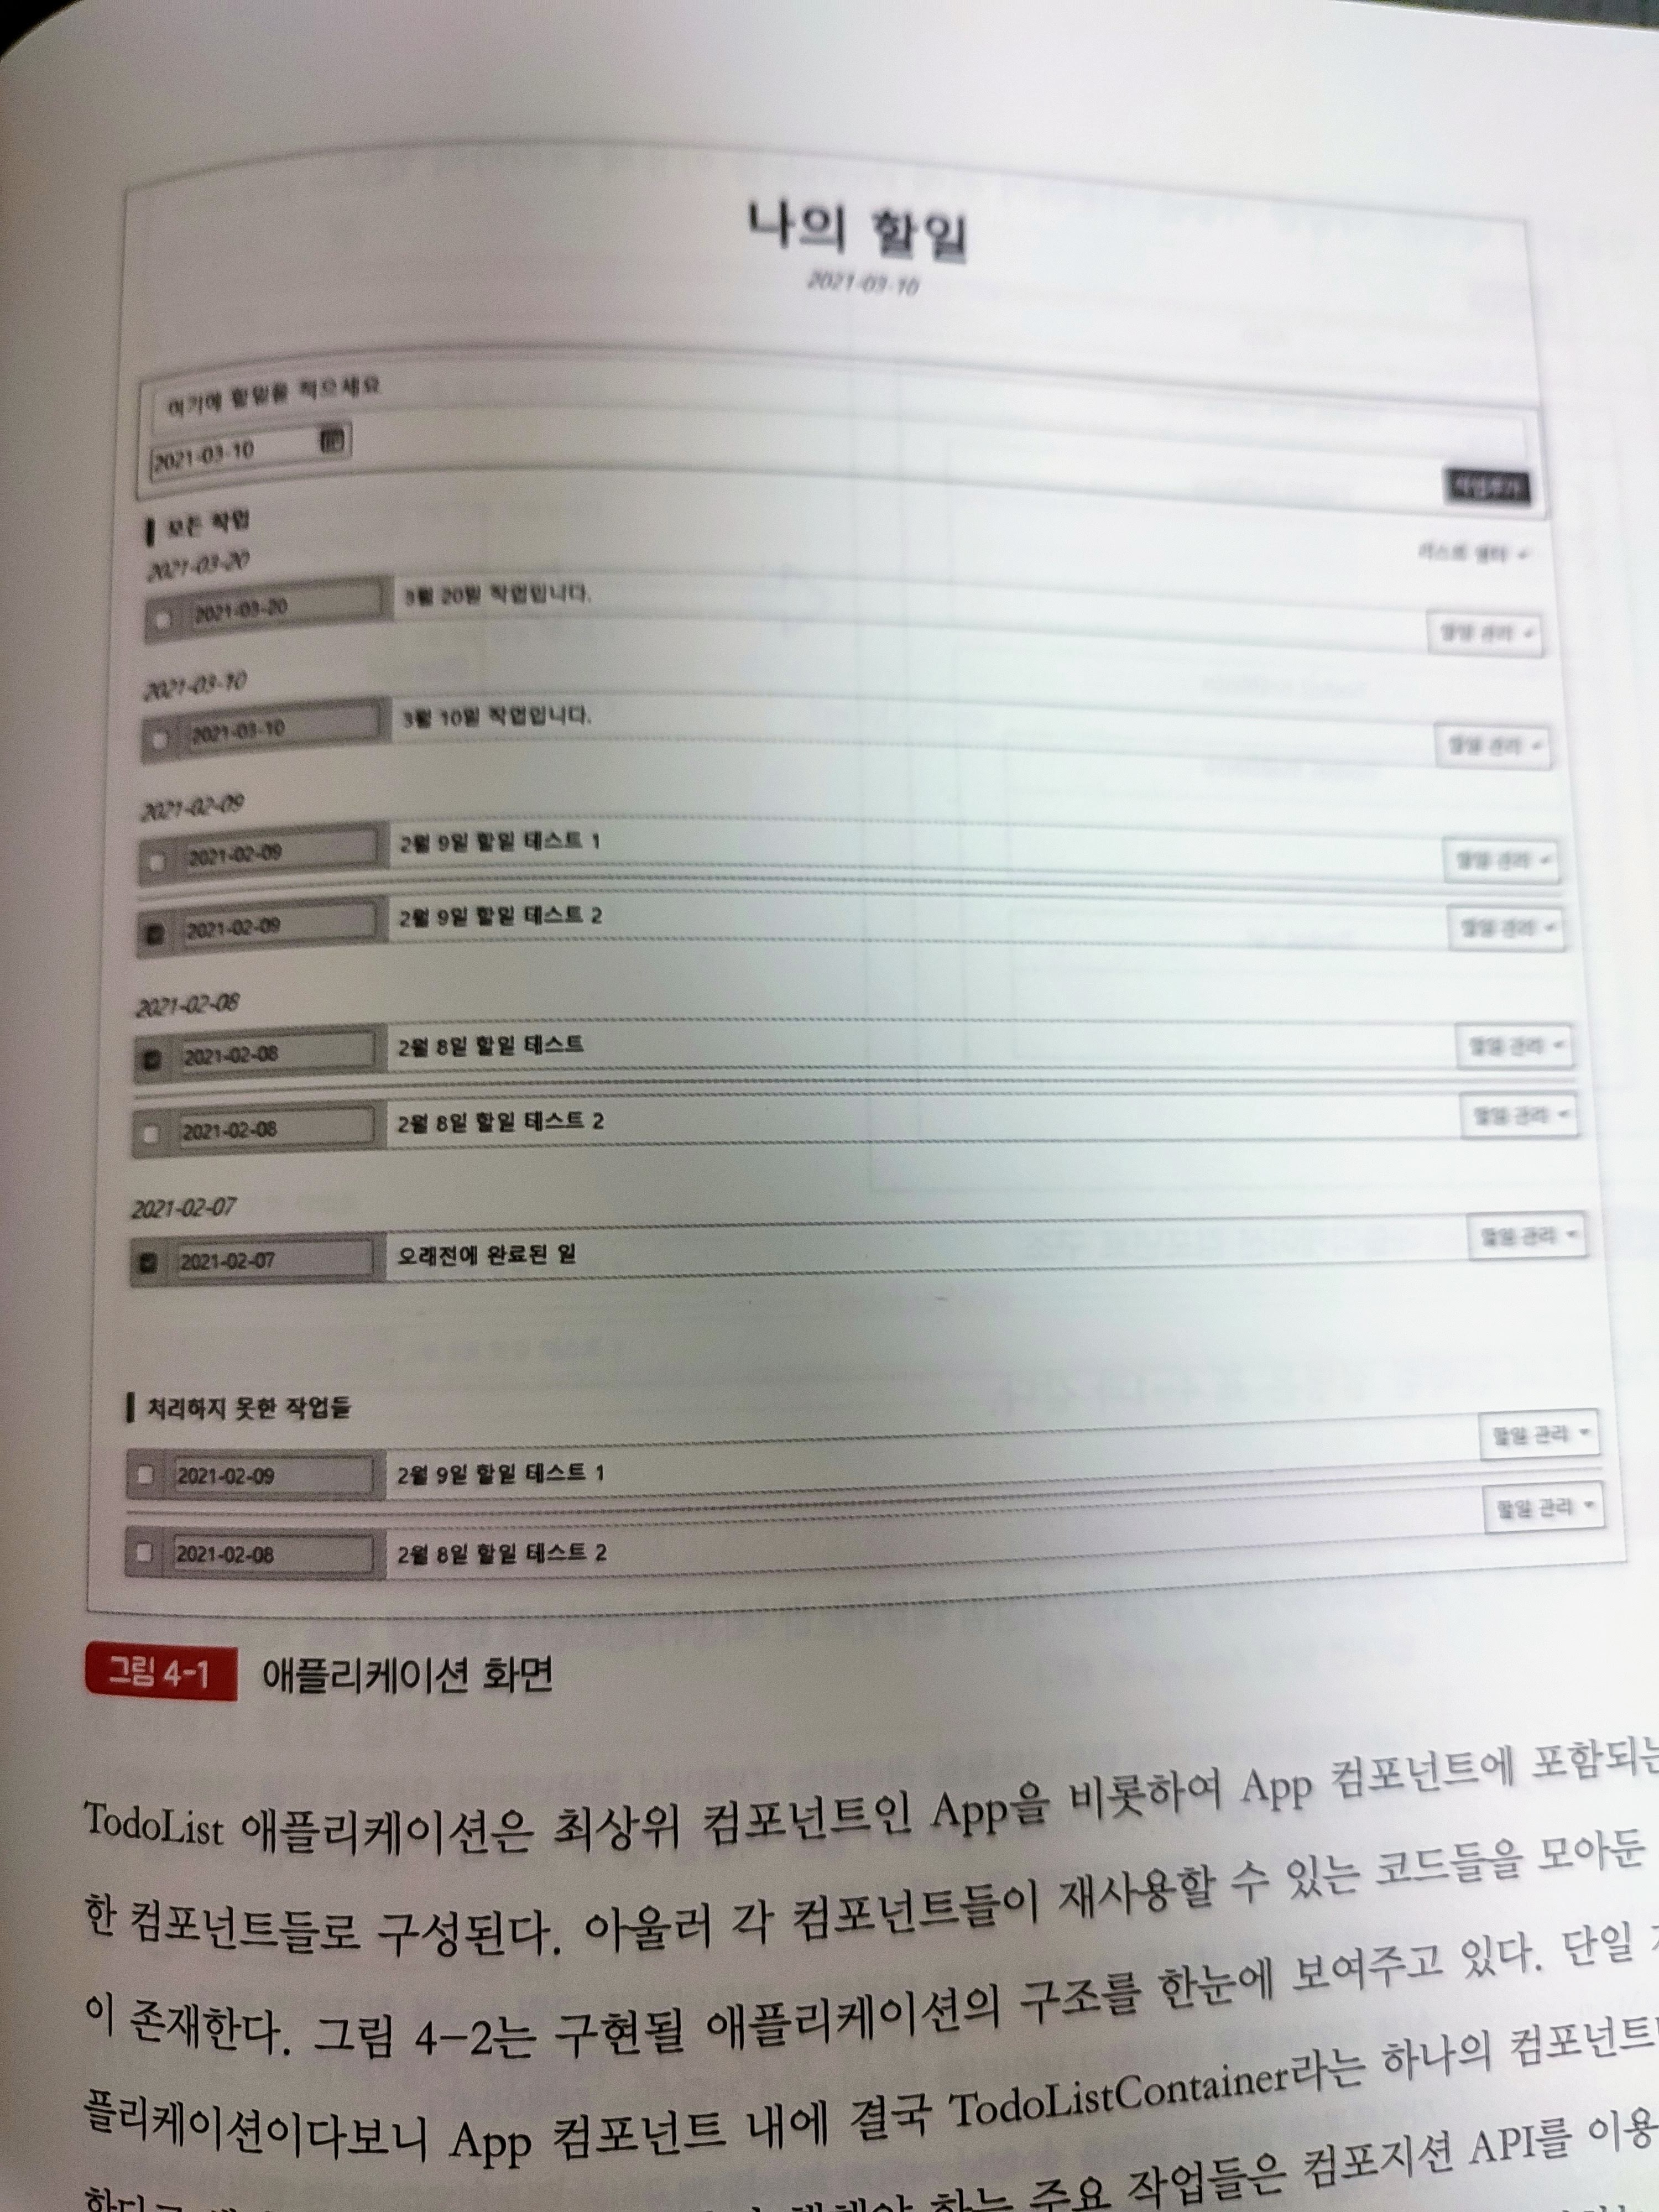 나의 할일
2021-03-10
여기에 할일을 적으세요
2021-03-10
작업추가
모든 작업
리스트 필터
2021-03-20
2021-03-20 3월 20일 작업입니다. 할일 관리
2021-03-10
2021-03-10 3월 10일 작업입니다. 할일 관리
2021-02-09
2021-02-09 2월 9일 할일 테스트 1 할일 관리
2021-02-09 2월 9일 할일 테스트 2 할일 관리
2021-02-08
2021-02-08 2월 8일 할일 테스트 할일 관리
2021-02-08 2월 8일 할일 테스트 2 할일 관리
2021-02-07
2021-02-07 오래전에 완료된 일 할일 관리
처리하지 못한 작업들
2021-02-09 2월 9일 할일 테스트 1 할일 관리
2021-02-08 2월 8일 할일 테스트 2 할일 관리
그림 4-1 애플리케이션 화면
TodoList 애플리케이션은 최상위 컴포넌트인 App을 비롯하여 App 컴포넌트에 포함되는
한 컴포넌트들로 구성된다. 아울러 각 컴포넌트들이 재사용할 수 있는 코드들을 모아둔
이 존재한다. 그림 4-2는 구현될 애플리케이션의 구조를 한눈에 보여주고 있다. 단일
플리케이션이다보니 App 컴포넌트 내에 결국 TodoListContainer라는 하나의 컴포넌트
하는 주요 작업들은 컴포지션 API를 이용